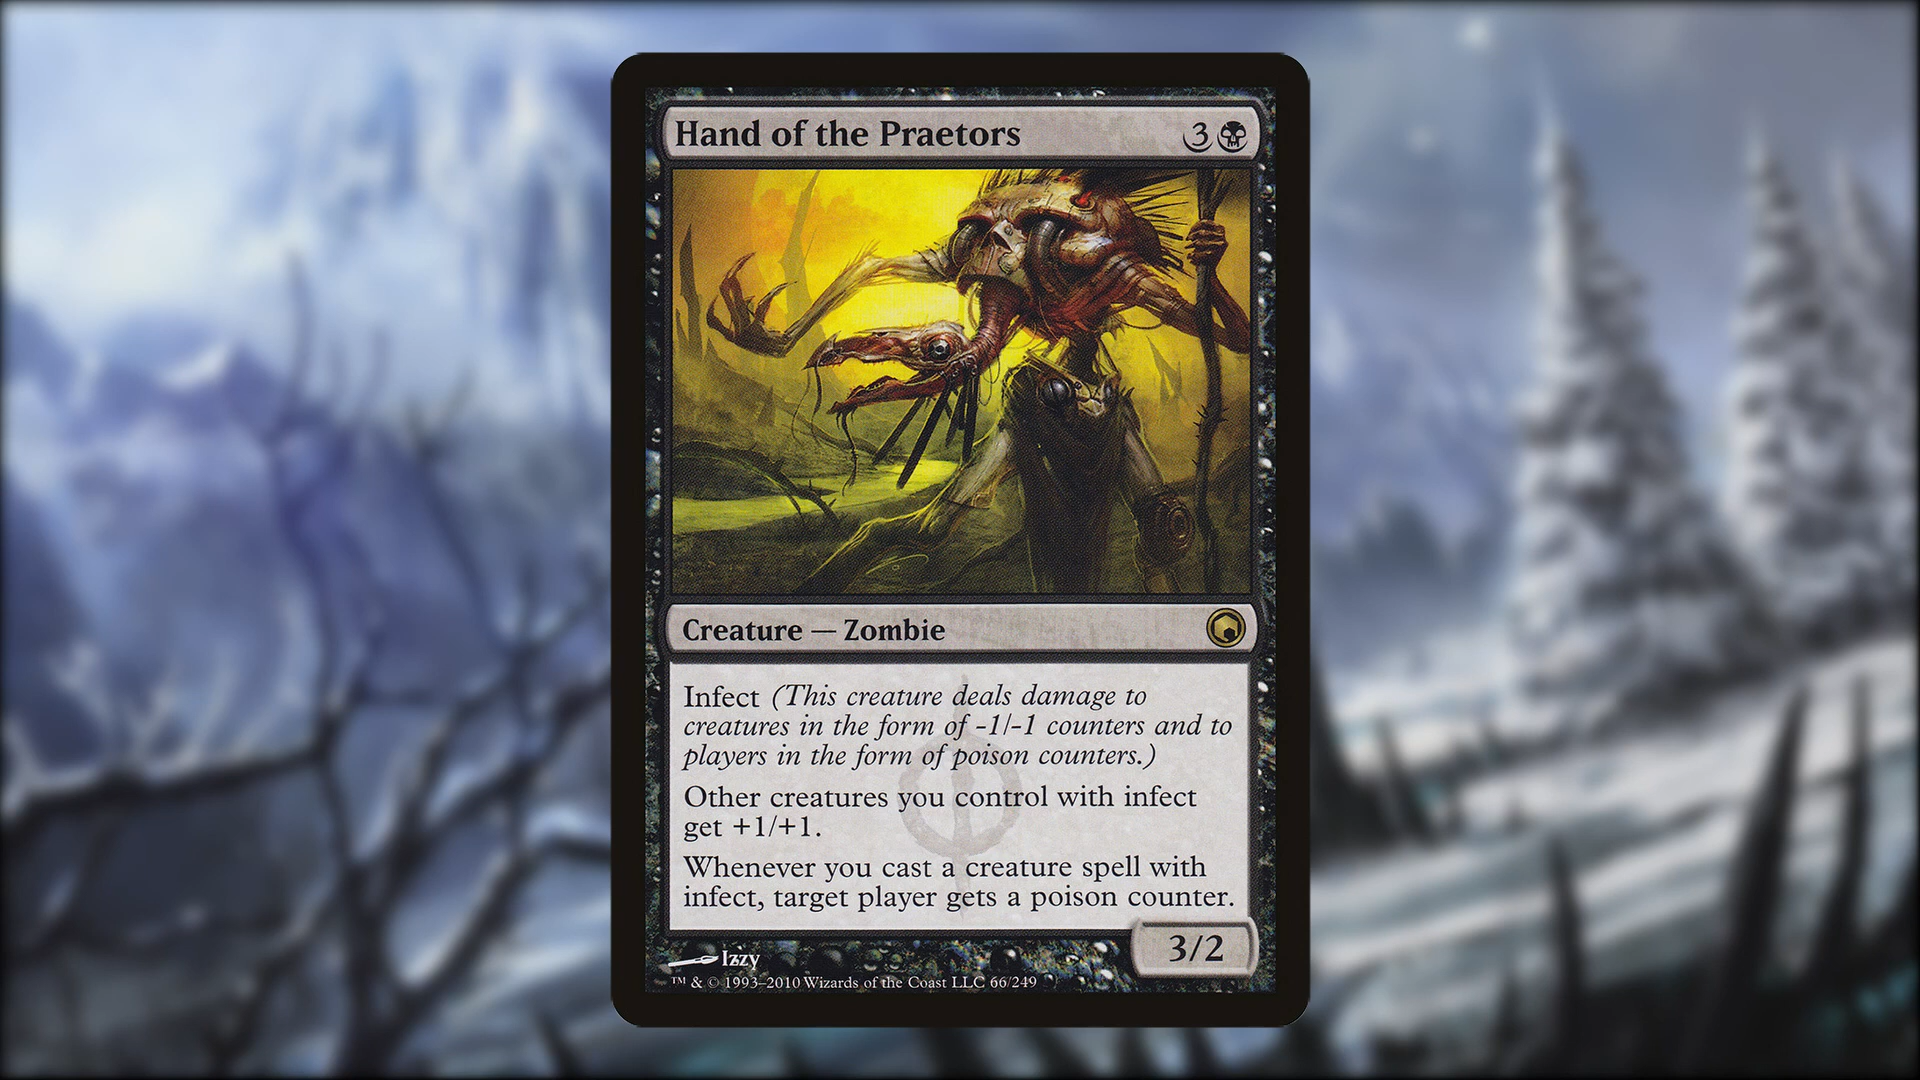 Hand of the Praetors 3
Creature — Zombie
Infect (This creature deals damage to
creatures in the form of -1/-1 counters and to
players in the form of poison counters.)
Other creatures you control with infect
get +1/+1.
Whenever you cast a creature spell with
infect, target player gets a poison counter.
3/2
Izzy
™ & © 1993–2010 Wizards of the Coast LLC 66/249